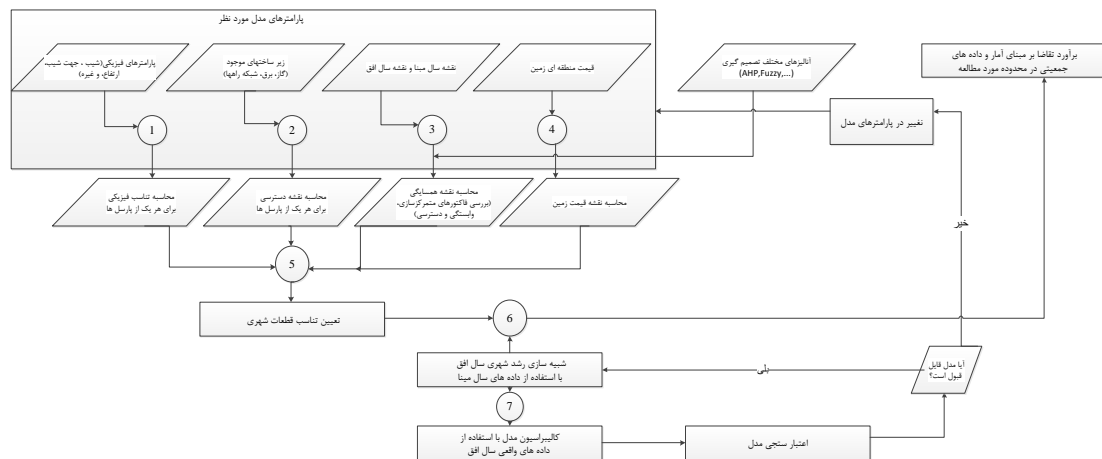 پارامترهای مدل مورد نظر
پارامترهای فیزیکی(شیب ، جهت شیب،
ارتفاع، و غیره)
زیر ساختهای موجود
(گاز، برق، شبکه راهها)
نقشه سال مبنا و نقشه سال افق
قیمت منطقه ای زمین
آنالیزهای مختلف تصمیم گیری
(AHP,Fuzzy,...)
برآورد تقاضا بر مبنای آمار و داده های
جمعیتی در محدوده مورد مطالعه
1
2
3
4
تغییر در پارامترهای مدل
محاسبه تناسب فیزیکی
برای هر یک از پارسل ها
محاسبه نقشه دسترسی
برای هر یک از پارسل ها
محاسبه نقشه همسایگی
(بررسی فاکتورهای متمرکزسازی،
وابستگی و دسترسی)
محاسبه نقشه قیمت زمین
خیر
5
تعیین تناسب قطعات شهری
6
شبیه سازی رشد شهری سال افق
با استفاده از داده های سال مبنا
بلی
آیا مدل قابل
قبول است؟
7
کالیبراسیون مدل با استفاده از
داده های واقعی سال افق
اعتبار سنجی مدل